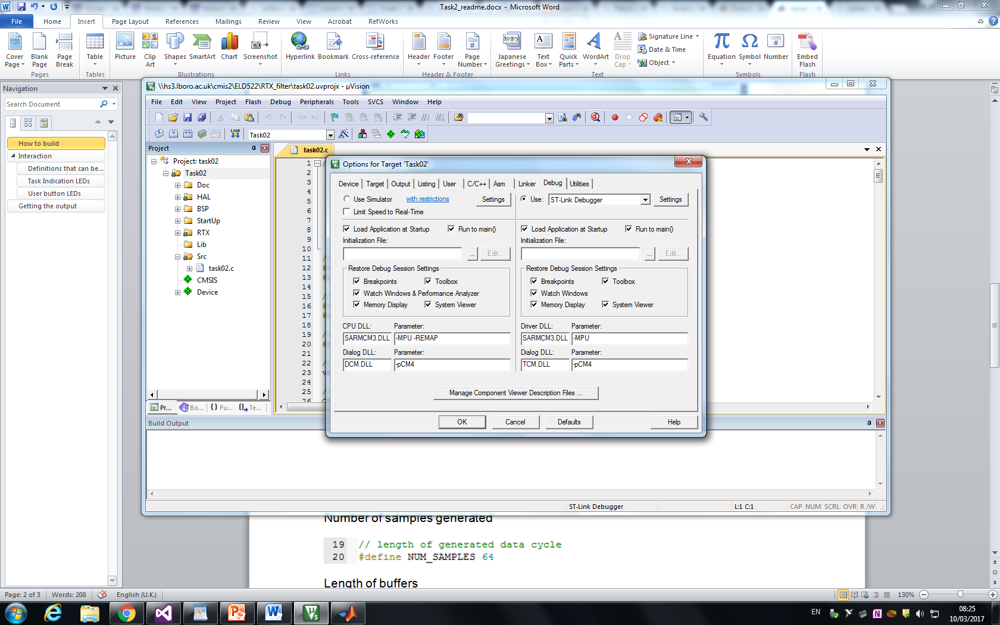 Task2_readme.docx - Microsoft Word
File Home Insert Page Layout References Mailings Review View Acrobat RefWorks
Cover Page
Blank Page
Page Break
Pages
Table
Tables
Picture
Clip Art
Shapes
SmartArt
Chart
Screenshot
Illustrations
Hyperlink
Bookmark
Cross-reference
Links
Header
Footer
Page Number
Header & Footer
Japanese Greetings
Text Box
Quick Parts
WordArt
Drop Cap
Signature Line
Date & Time
Object
Text
Equation
Symbol
Number
Symbols
Embed Flash
Flash
Navigation
Search Document
How to build
Interaction
Definitions that can be...
Task Indication LEDs
User button LEDs
Getting the output
\\hs3.lboro.ac.uk\cmis2\ELD522\RTX_filter\task02.uvprojx - µVision
File Edit View Project Flash Debug Peripherals Tools SVCS Window Help
LOAD
Task02
Project
Project: task02
Task02
Doc
HAL
BSP
StartUp
RTX
Lib
Src
task02.c
CMSIS
Device
Pr... Bo... {} Fu... Te...
task02.c
1
2
3
4
5
6
7
8
9
10
11
12
13
14
15
16
17
18
19
20
21
22
23
24
25
26
Options for Target 'Task02'
Device Target Output Listing User C/C++ Asm Linker Debug Utilities
Use Simulator with restrictions Settings
Use: ST-Link Debugger Settings
Limit Speed to Real-Time
Load Application at Startup Run to main()
Load Application at Startup Run to main()
Initialization File:
Initialization File:
... Edit...
... Edit...
Restore Debug Session Settings
Restore Debug Session Settings
Breakpoints Toolbox
Breakpoints Toolbox
Watch Windows & Performance Analyzer
Watch Windows
Memory Display System Viewer
Memory Display System Viewer
CPU DLL: Parameter:
Driver DLL: Parameter:
SARMCM3.DLL -MPU -REMAP
SARMCM3.DLL -MPU
Dialog DLL: Parameter:
Dialog DLL: Parameter:
DCM.DLL -pCM4
TCM.DLL -pCM4
Manage Component Viewer Description Files ...
OK Cancel Defaults Help
Build Output
ST-Link Debugger L:1 C:1 CAP NUM SCRL OVR R/W
Number of samples generated
19 // length of generated data cycle
20 #define NUM_SAMPLES 64
Length of buffers
Page: 2 of 3 Words: 208 English (U.K.) 130%
EN
08:25
10/03/2017